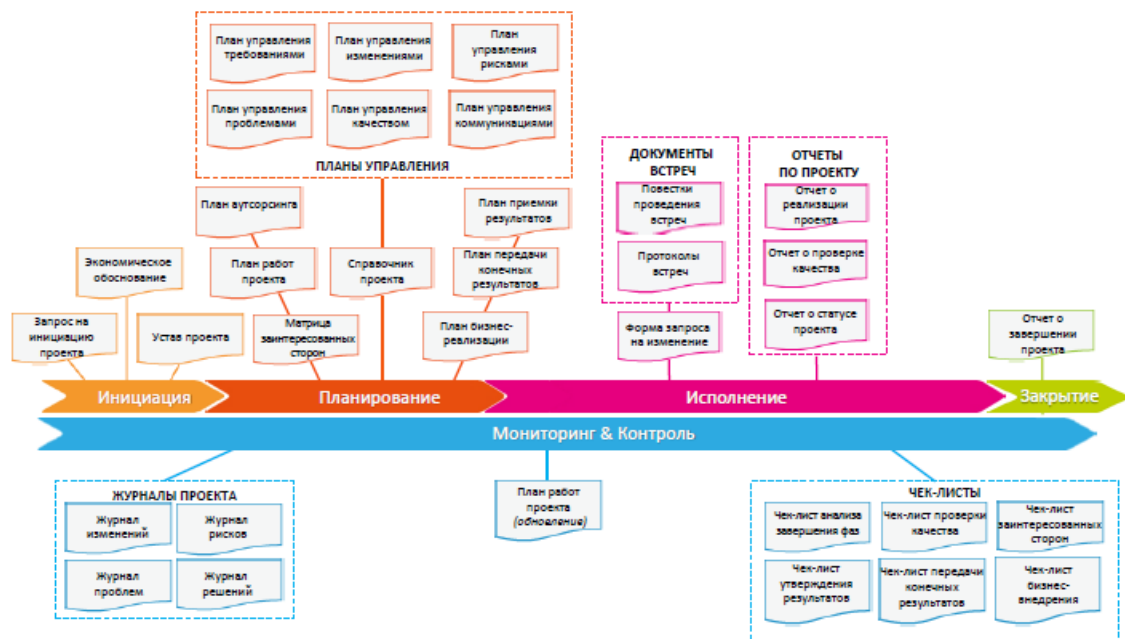 План управления
требованиями
План управления
изменениями
План
управления
рисками
План управления
проблемами
План управления
качеством
План управления
коммуникациями
ПЛАНЫ УПРАВЛЕНИЯ
ДОКУМЕНТЫ
ВСТРЕЧ
Повестки
проведения
встреч
Протоколы
встреч
ОТЧЕТЫ
ПО ПРОЕКТУ
Отчет о
реализации
проекта
Отчет о проверке
качества
Отчет о статусе
проекта
План аутсорсинга
План приемки
результатов
Экономическое
обоснование
План работ
проекта
Справочник
проекта
План передачи
конечных
результатов
Запрос на
инициацию
проекта
Устав проекта
Матрица
заинтересованных
сторон
План бизнес-
реализации
Форма запроса
на изменение
Отчет о
завершении
проекта
Инициация
Планирование
Исполнение
Закрытие
Мониторинг & Контроль
ЖУРНАЛЫ ПРОЕКТА
Журнал
изменений
Журнал
рисков
Журнал
проблем
Журнал
решений
План работ
проекта
(обновление)
ЧЕК-ЛИСТЫ
Чек-лист анализа
завершения фаз
Чек-лист проверки
качества
Чек-лист
заинтересованных
сторон
Чек-лист
утверждения
результатов
Чек-лист передачи
конечных
результатов
Чек-лист
бизнес-
внедрения